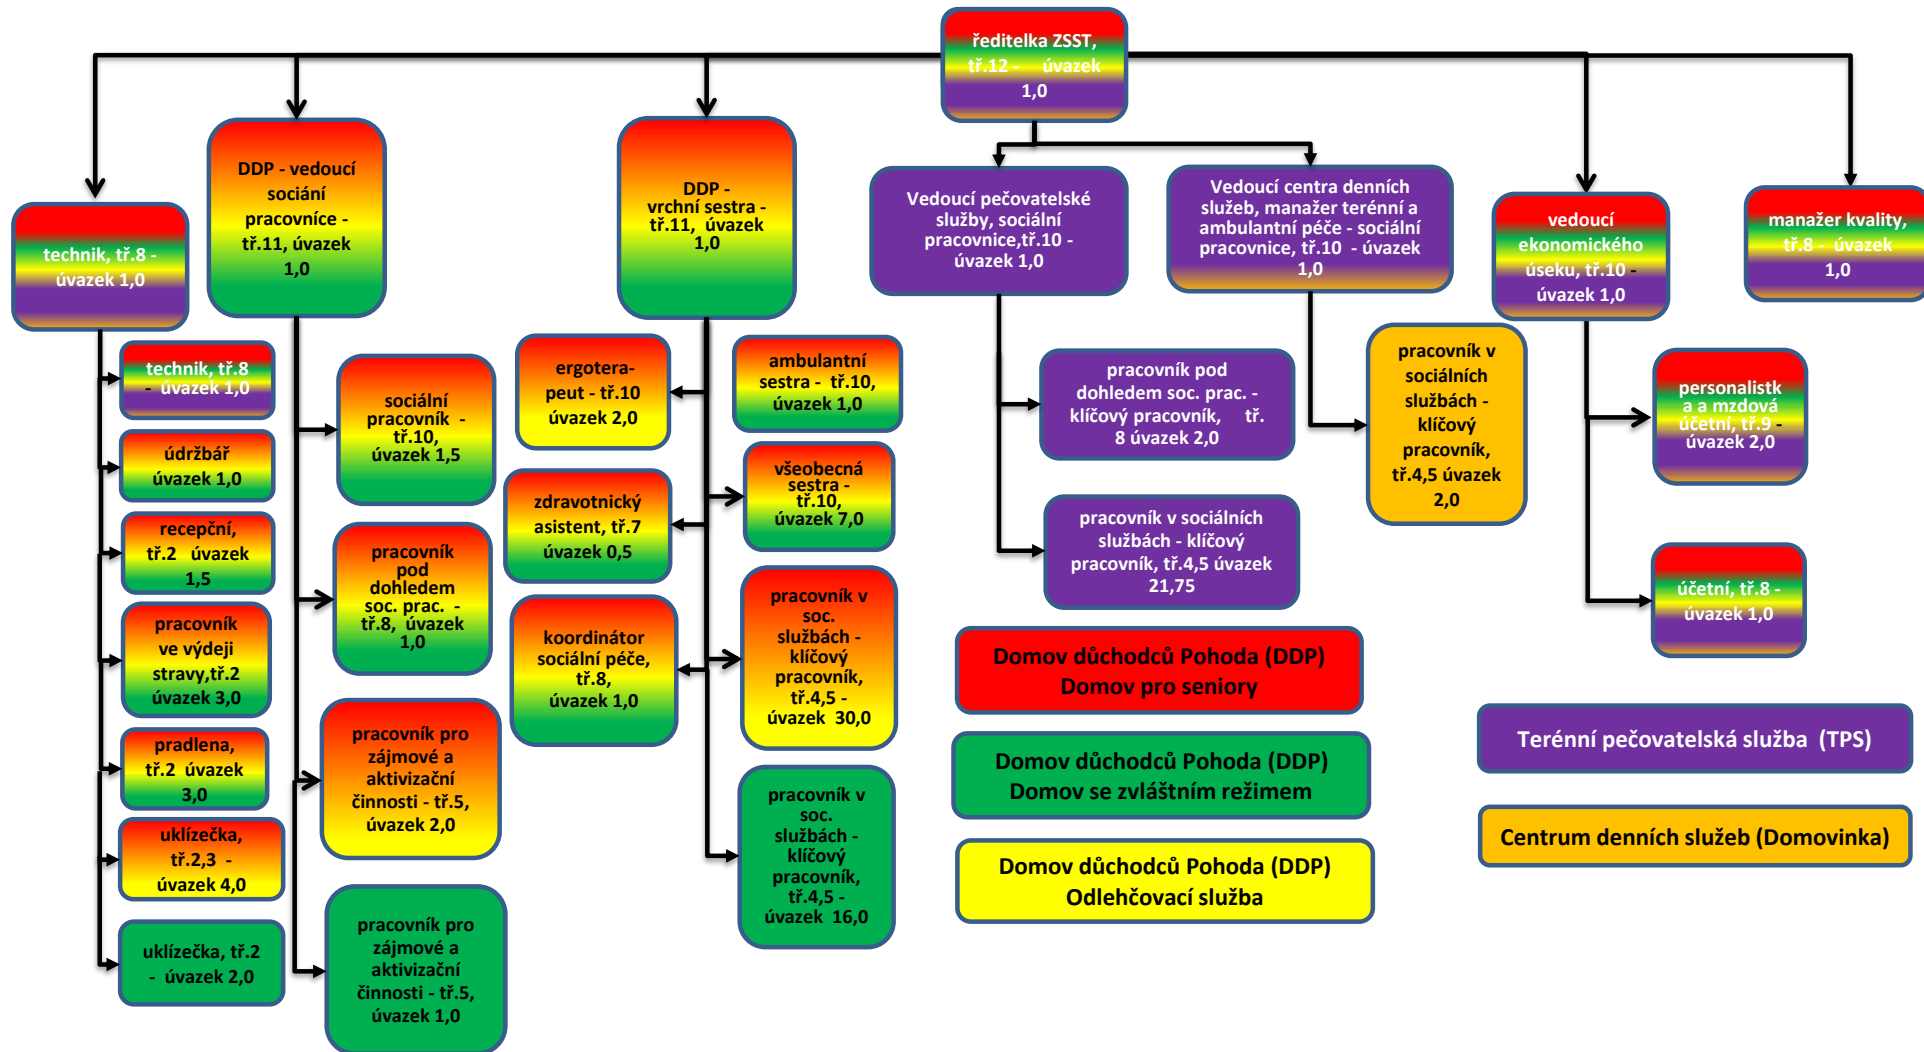 ředitelka ZSST,
tř.12 - úvazek
1,0
technik, tř.8 -
úvazek 1,0
DDP - vedoucí
sociání
pracovníce -
tř.11, úvazek
1,0
DDP -
vrchní sestra -
tř.11, úvazek
1,0
Vedoucí pečovatelské
služby, sociální
pracovnice,tř.10 -
úvazek 1,0
Vedoucí centra denních
služeb, manažer terénní a
ambulantní péče - sociální
pracovnice, tř.10 - úvazek
1,0
vedoucí
ekonomického
úseku, tř.10 -
úvazek 1,0
manažer kvality,
tř.8 - úvazek
1,0
technik, tř.8
- úvazek 1,0
údržbář
úvazek 1,0
recepční,
tř.2 úvazek
1,5
pracovník
ve výdeji
stravy,tř.2
úvazek 3,0
pradlena,
tř.2 úvazek
3,0
uklízečka,
tř.2,3 -
úvazek 4,0
uklízečka, tř.2
- úvazek 2,0
sociální
pracovník -
tř.10,
úvazek 1,5
pracovník
pod
dohledem
soc. prac. -
tř.8, úvazek
1,0
pracovník pro
zájmové a
aktivizační
činnosti - tř.5,
úvazek 2,0
pracovník pro
zájmové a
aktivizační
činnosti - tř.5,
úvazek 1,0
ergotera-
peut - tř.10
úvazek 2,0
zdravotnický
asistent, tř.7
úvazek 0,5
koordinátor
sociální péče,
tř.8,
úvazek 1,0
ambulantní
sestra - tř.10,
úvazek 1,0
všeobecná
sestra -
tř.10,
úvazek 7,0
pracovník v
soc.
službách -
klíčový
pracovník,
tř.4,5 -
úvazek 30,0
pracovník v
soc.
službách -
klíčový
pracovník,
tř.4,5 -
úvazek 16,0
pracovník pod
dohledem soc. prac. -
klíčový pracovník, tř.
8 úvazek 2,0
pracovník v sociálních
službách - klíčový
pracovník, tř.4,5 úvazek
21,75
pracovník v
sociálních
službách -
klíčový
pracovník,
tř.4,5 úvazek
2,0
personalistk
a a mzdová
účetní, tř.9 -
úvazek 2,0
účetní, tř.8 -
úvazek 1,0
Domov důchodců Pohoda (DDP)
Domov pro seniory
Domov důchodců Pohoda (DDP)
Domov se zvláštním režimem
Domov důchodců Pohoda (DDP)
Odlehčovací služba
Terénní pečovatelská služba (TPS)
Centrum denních služeb (Domovinka)